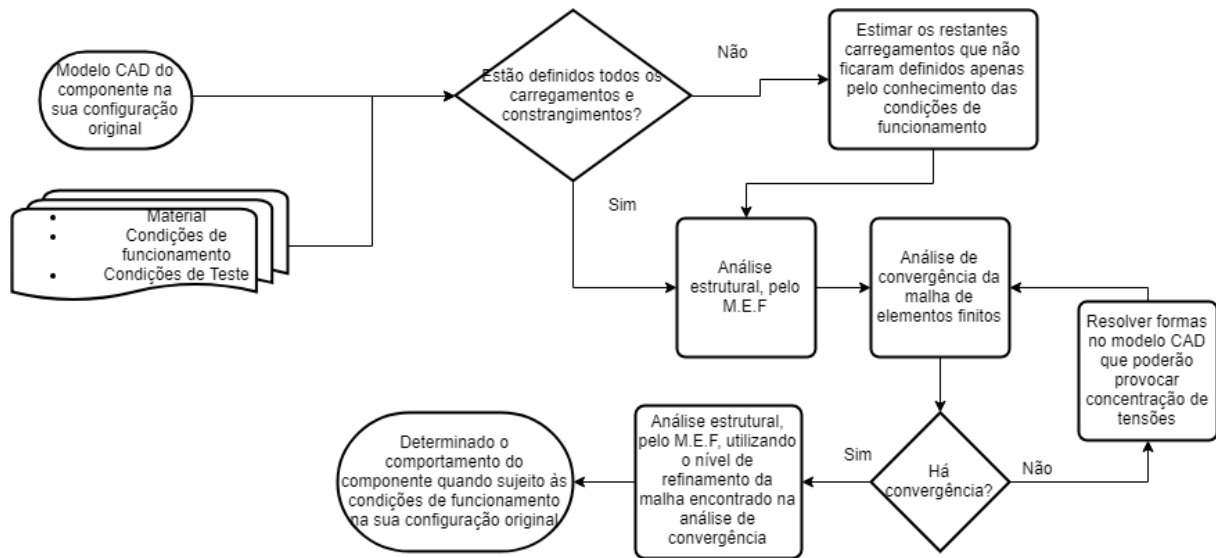 Modelo CAD do
componente na
sua configuração
original
• Material
• Condições de
funcionamento
• Condições de Teste
Estão definidos todos os
carregamentos e
constrangimentos?
Não
Estimar os restantes
carregamentos que não
ficaram definidos apenas
pelo conhecimento das
condições de
funcionamento
Sim
Análise
estrutural, pelo
M.E.F
Análise de
convergência da
malha de
elementos finitos
Resolver formas
no modelo CAD
que poderão
provocar
concentração de
tensões
Há
convergência?
Não
Sim
Análise estrutural,
pelo M.E.F, utilizando
o nível de
refinamento da
malha encontrado na
análise de
convergência
Determinado o
comportamento do
componente quando sujeito às
condições de funcionamento
na sua configuração original